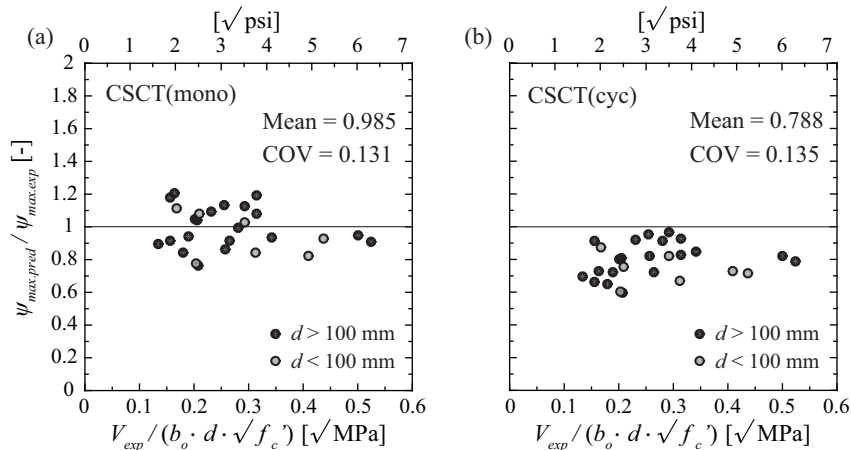 [√psi]
(a)
0 1 2 3 4 5 6 7
2
1.8
1.6
1.4
1.2
1
0.8
0.6
0.4
0.2
0
ψmax.pred / ψmax.exp [-]
CSCT(mono)
Mean = 0.985
COV = 0.131
d > 100 mm
d < 100 mm
0 0.1 0.2 0.3 0.4 0.5 0.6
Vexp / (bo · d · √fc') [√MPa]
[√psi]
(b)
0 1 2 3 4 5 6 7
CSCT(cyc)
Mean = 0.788
COV = 0.135
d > 100 mm
d < 100 mm
0 0.1 0.2 0.3 0.4 0.5 0.6
Vexp / (bo · d · √fc') [√MPa]